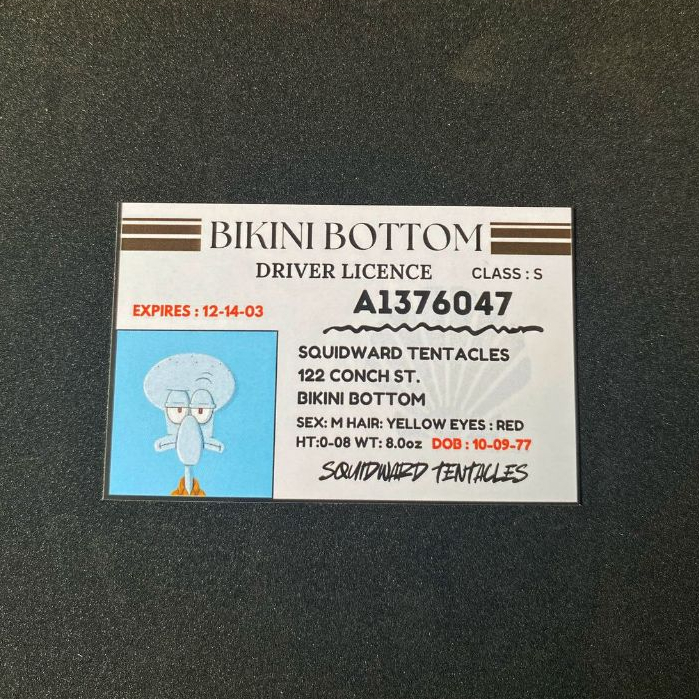 BIKINI BOTTOM
DRIVER LICENCE CLASS : S
A1376047
EXPIRES : 12-14-03
SQUIDWARD TENTACLES
122 CONCH ST.
BIKINI BOTTOM
SEX: M HAIR: YELLOW EYES : RED
HT:0-08 WT: 8.0oz DOB : 10-09-77
SQUIDWARD TENTACLES